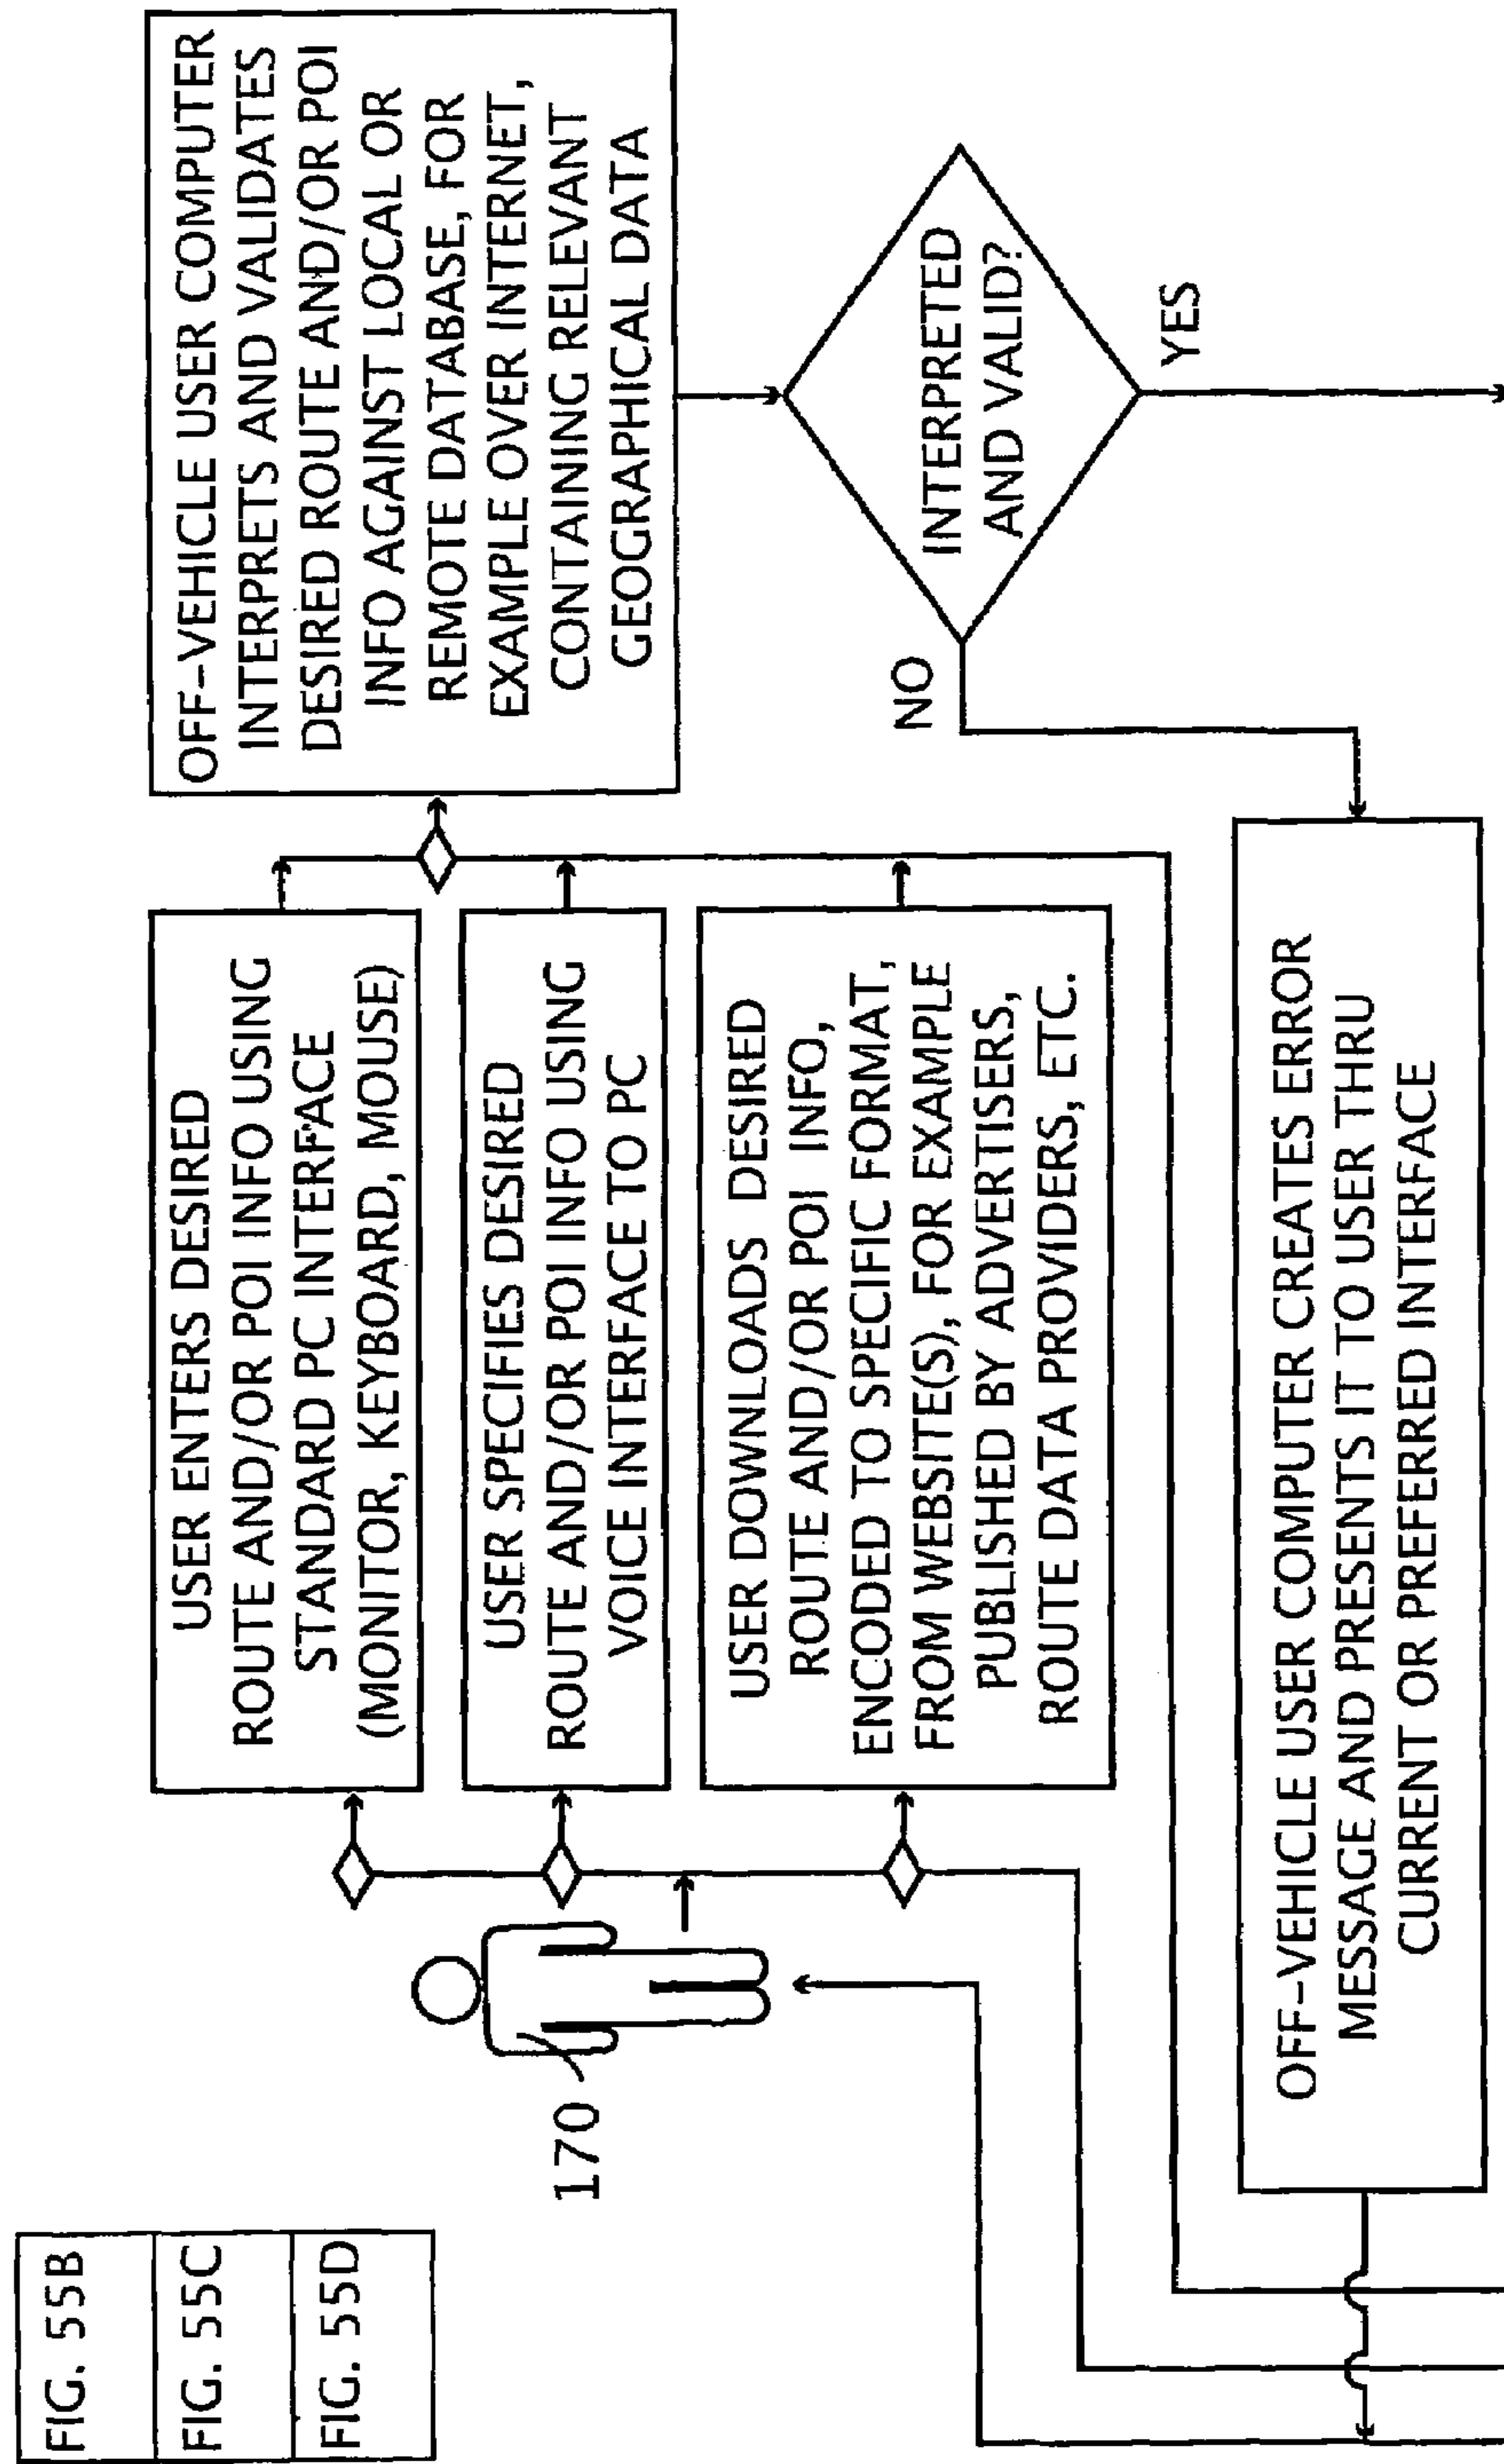 FIG. 55B
FIG. 55C
FIG. 55D
170
USER ENTERS DESIRED
ROUTE AND/OR POI INFO USING
STANDARD PC INTERFACE
(MONITOR, KEYBOARD, MOUSE)
USER SPECIFIES DESIRED
ROUTE AND/OR POI INFO USING
VOICE INTERFACE TO PC
USER DOWNLOADS DESIRED
ROUTE AND/OR POI INFO,
ENCODED TO SPECIFIC FORMAT,
FROM WEBSITE(S), FOR EXAMPLE
PUBLISHED BY ADVERTISERS,
ROUTE DATA PROVIDERS, ETC.
OFF-VEHICLE USER COMPUTER
INTERPRETS AND VALIDATES
DESIRED ROUTE AND/OR POI
INFO AGAINST LOCAL OR
REMOTE DATABASE, FOR
EXAMPLE OVER INTERNET,
CONTAINING RELEVANT
GEOGRAPHICAL DATA
INTERPRETED
AND VALID?
NO
YES
OFF-VEHICLE USER COMPUTER CREATES ERROR
MESSAGE AND PRESENTS IT TO USER THRU
CURRENT OR PREFERRED INTERFACE